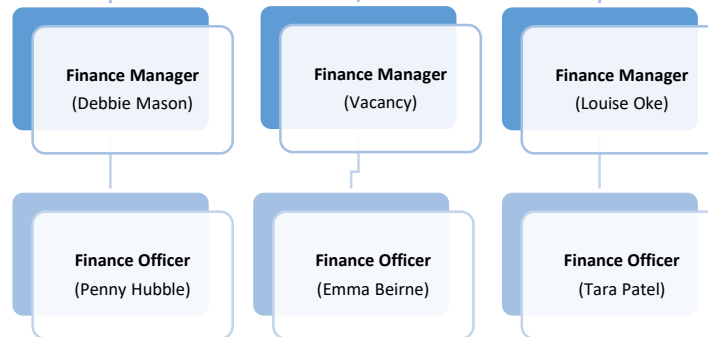 Finance Manager
(Debbie Mason)
Finance Manager
(Vacancy)
Finance Manager
(Louise Oke)
Finance Officer
(Penny Hubble)
Finance Officer
(Emma Beirne)
Finance Officer
(Tara Patel)